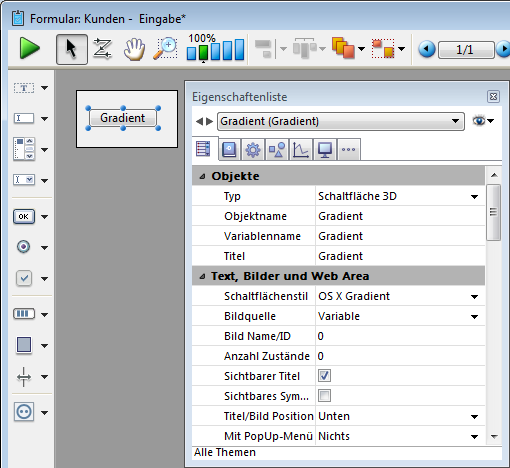 Formular: Kunden - Eingabe*
100%
1/1
T
I
OK
Gradient
Eigenschaftenliste
Gradient (Gradient)
Objekte
Typ Schaltfläche 3D
Objektname Gradient
Variablenname Gradient
Titel Gradient
Text, Bilder und Web Area
Schaltflächenstil OS X Gradient
Bildquelle Variable
Bild Name/ID 0
Anzahl Zustände 0
Sichtbarer Titel
Sichtbares Sym...
Titel/Bild Position Unten
Mit PopUp-Menü Nichts
Alle Themen